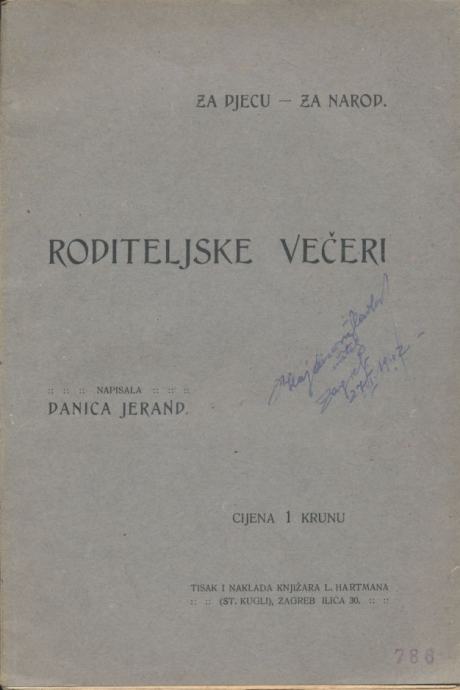 ZA DJECU — ZA NAROD.
RODITELJSKE VEČERI
:: :: :: NAPISALA :: :: ::
DANICA JERAND.
Zagreb
CIJENA 1 KRUNU
TISAK I NAKLADA KNJIŽARA L. HARTMANA
:: :: (ST. KUGLI), ZAGREB ILICA 30. :: ::
786